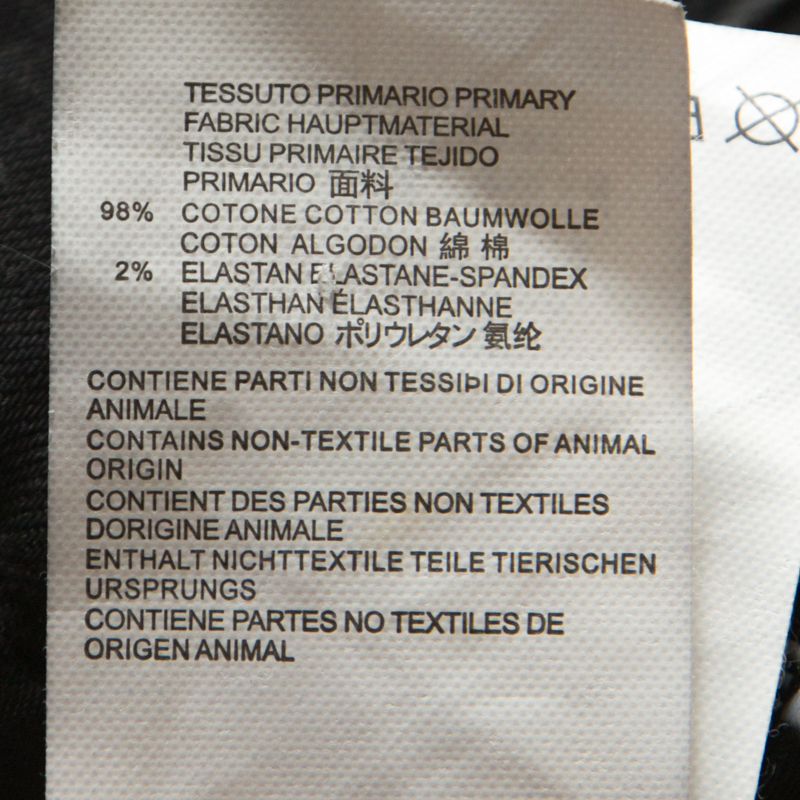 TESSUTO PRIMARIO PRIMARY
FABRIC HAUPTMATERIAL
TISSU PRIMAIRE TEJIDO
PRIMARIO 面料
98% COTONE COTTON BAUMWOLLE
COTON ALGODON 綿 棉
2% ELASTAN ELASTANE-SPANDEX
ELASTHAN ÉLASTHANNE
ELASTANO ポリウレタン 氨纶
CONTIENE PARTI NON TESSIÞI DI ORIGINE
ANIMALE
CONTAINS NON-TEXTILE PARTS OF ANIMAL
ORIGIN
CONTIENT DES PARTIES NON TEXTILES
DORIGINE ANIMALE
ENTHALT NICHTTEXTILE TEILE TIERISCHEN
URSPRUNGS
CONTIENE PARTES NO TEXTILES DE
ORIGEN ANIMAL